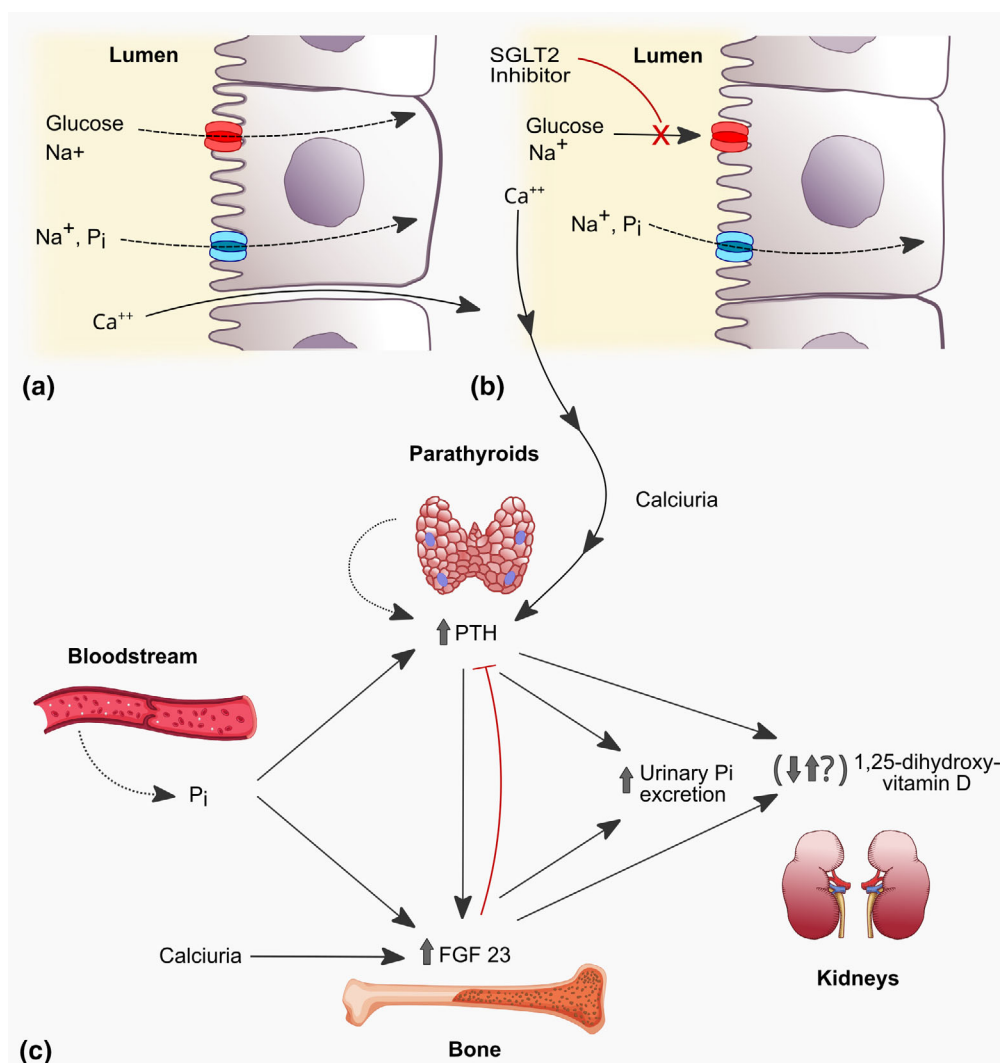 Lumen
Glucose
Na+
Na⁺, Pᵢ
Ca⁺⁺
(a)
SGLT2
Inhibitor
Lumen
Glucose
X
Na⁺
Ca⁺⁺
Na⁺, Pᵢ
(b)
Parathyroids
Calciuria
PTH
Bloodstream
Pᵢ
Urinary Pi
excretion
(↓↑?) 1,25-dihydroxy-
vitamin D
Calciuria
FGF 23
Kidneys
Bone
(c)